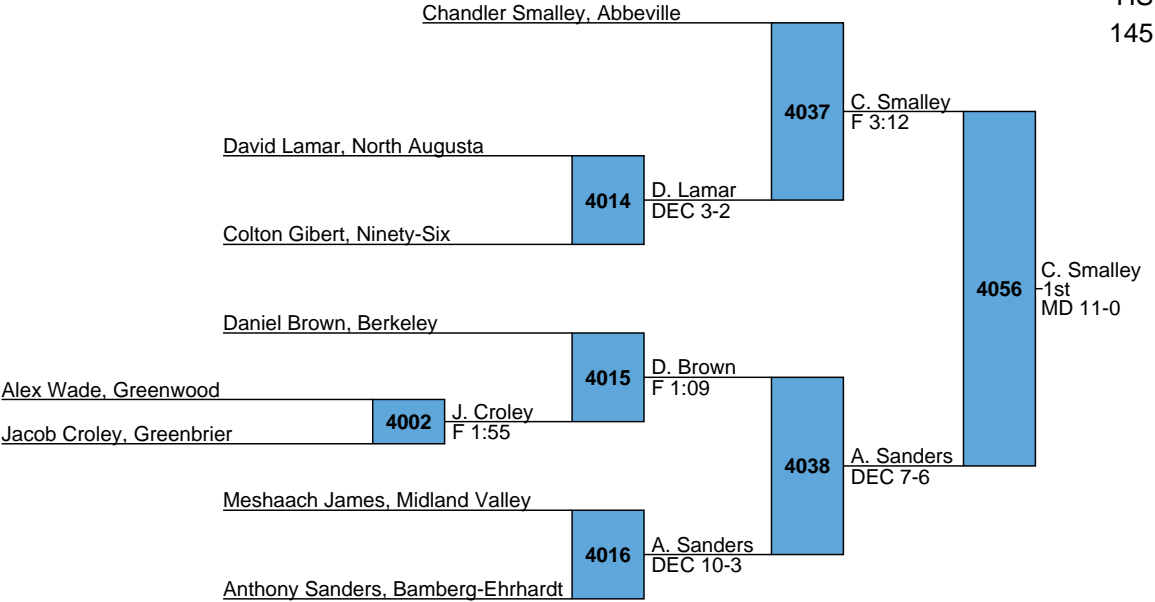 HS
145
Chandler Smalley, Abbeville
4037
C. Smalley
F 3:12
David Lamar, North Augusta
4014
D. Lamar
DEC 3-2
Colton Gibert, Ninety-Six
4056
C. Smalley
1st
MD 11-0
Daniel Brown, Berkeley
4015
D. Brown
F 1:09
Alex Wade, Greenwood
4002
J. Croley
F 1:55
Jacob Croley, Greenbrier
4038
A. Sanders
DEC 7-6
Meshaach James, Midland Valley
4016
A. Sanders
DEC 10-3
Anthony Sanders, Bamberg-Ehrhardt